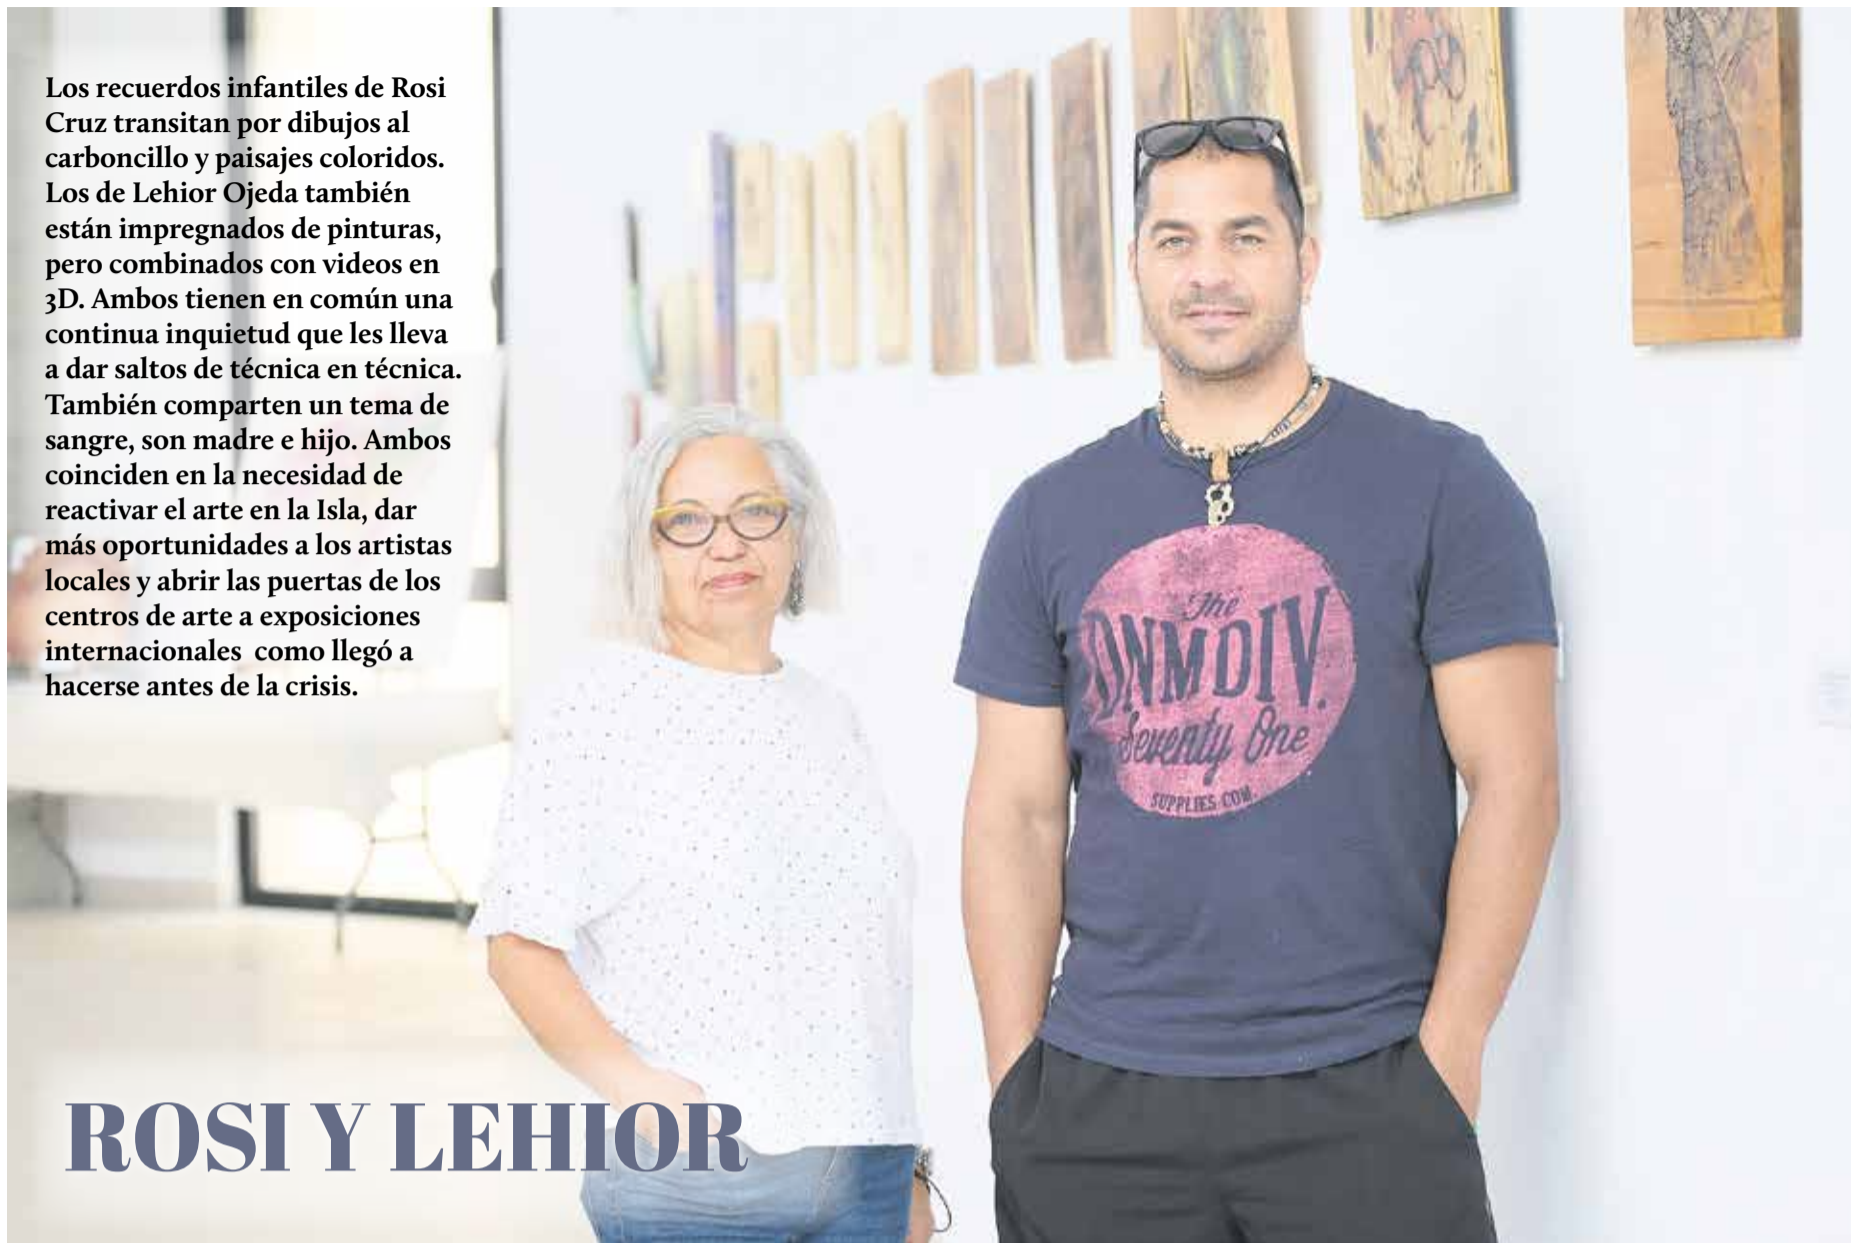 Los recuerdos infantiles de Rosi
Cruz transitan por dibujos al
carboncillo y paisajes coloridos.
Los de Lehior Ojeda también
están impregnados de pinturas,
pero combinados con videos en
3D. Ambos tienen en común una
continua inquietud que les lleva
a dar saltos de técnica en técnica.
También comparten un tema de
sangre, son madre e hijo. Ambos
coinciden en la necesidad de
reactivar el arte en la Isla, dar
más oportunidades a los artistas
locales y abrir las puertas de los
centros de arte a exposiciones
internacionales como llegó a
hacerse antes de la crisis.
The
DNMDIV.
Seventy One
SUPPLIES.COM
ROSI Y LEHIOR